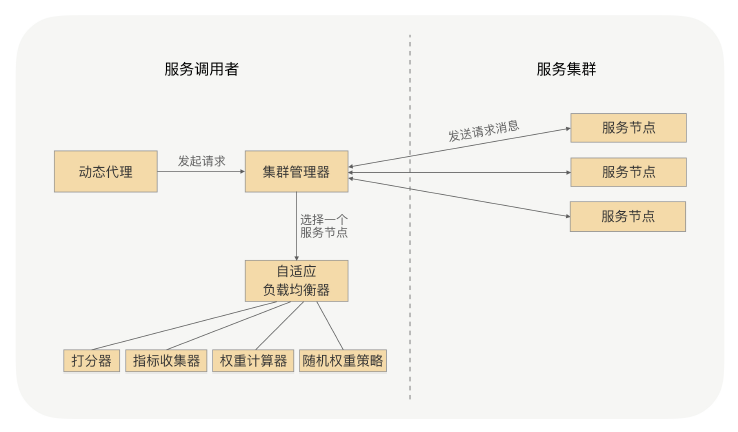 服务调用者
服务集群
发送请求消息
服务节点
动态代理
发起请求
集群管理器
服务节点
服务节点
选择一个
服务节点
自适应
负载均衡器
打分器
指标收集器
权重计算器
随机权重策略